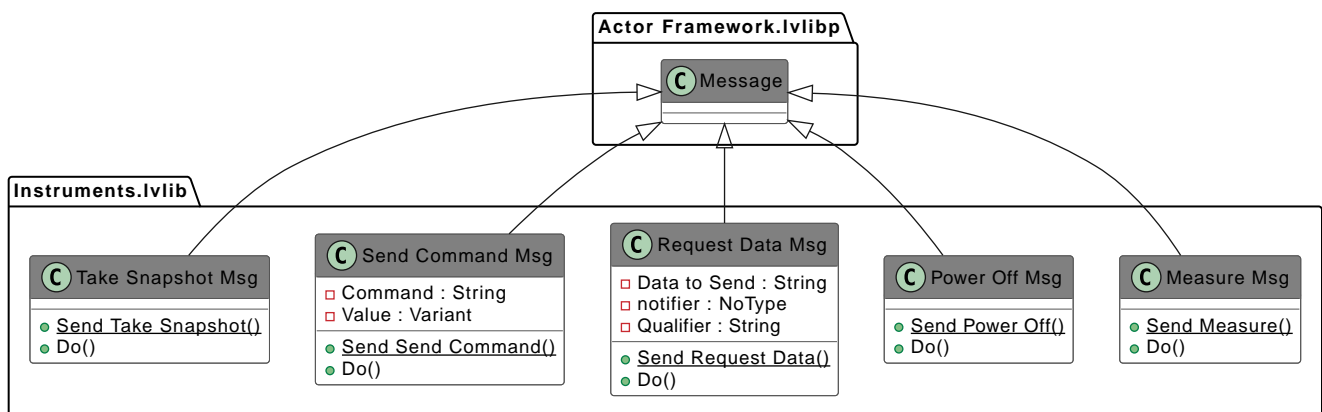 Actor Framework.lvlibp
C Message
Instruments.lvlib
C Take Snapshot Msg
Send Take Snapshot()
Do()
C Send Command Msg
Command : String
Value : Variant
Send Send Command()
Do()
C Request Data Msg
Data to Send : String
notifier : NoType
Qualifier : String
Send Request Data()
Do()
C Power Off Msg
Send Power Off()
Do()
C Measure Msg
Send Measure()
Do()